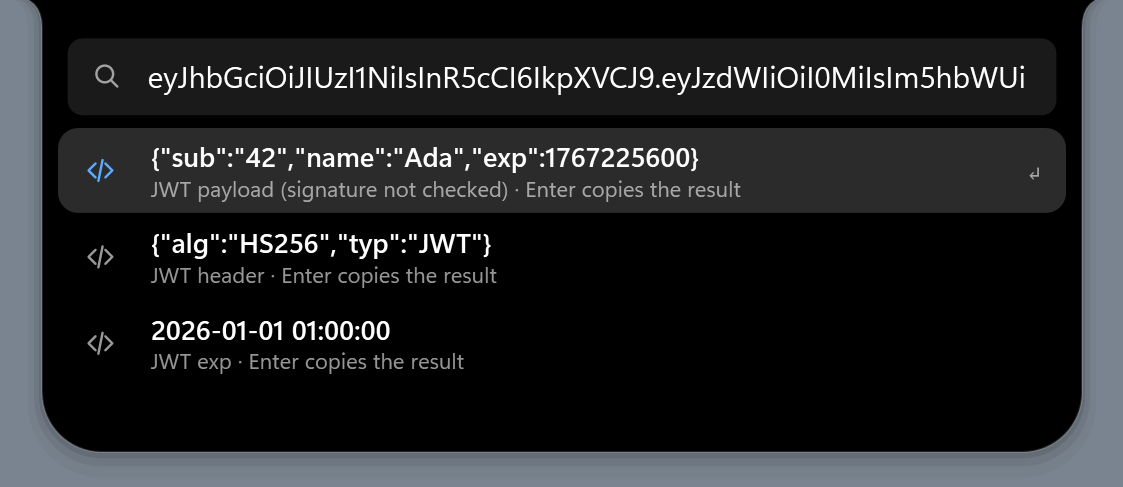 eyJhbGciOiJIUzI1NiIsInR5cCI6IkpXVCJ9.eyJzdWIiOiI0MiIsIm5hbWUi
{"sub":"42","name":"Ada","exp":1767225600}
JWT payload (signature not checked) · Enter copies the result
{"alg":"HS256","typ":"JWT"}
JWT header · Enter copies the result
2026-01-01 01:00:00
JWT exp · Enter copies the result